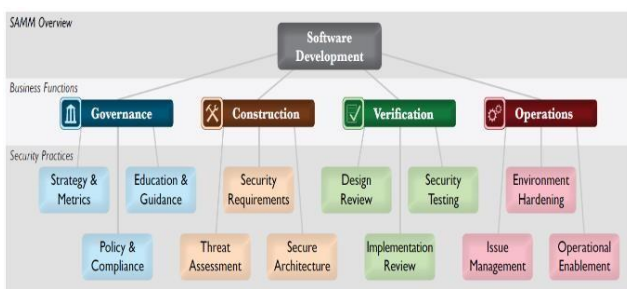 SAMM Overview
Software
Development
Business Functions
Governance
Construction
Verification
Operations
Security Practices
Strategy &
Metrics
Education &
Guidance
Security
Requirements
Design
Review
Security
Testing
Environment
Hardening
Policy &
Compliance
Threat
Assessment
Secure
Architecture
Implementation
Review
Issue
Management
Operational
Enablement